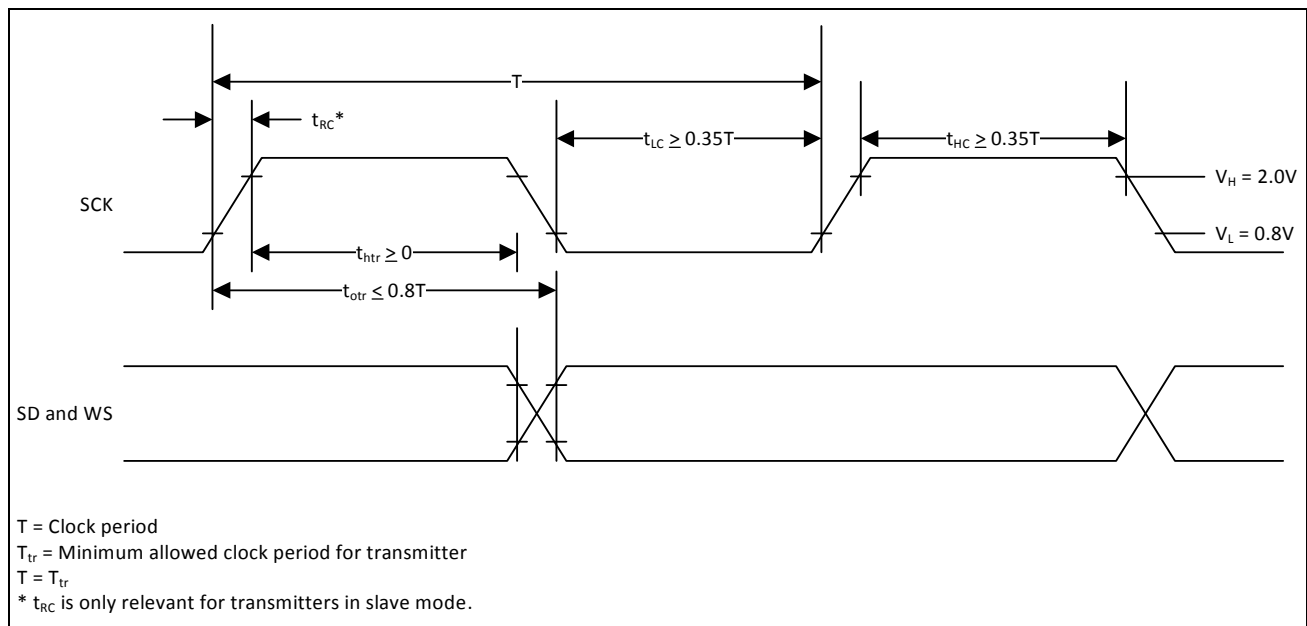 T
t_RC*
t_LC ≥ 0.35T
t_HC ≥ 0.35T
V_H = 2.0V
SCK
V_L = 0.8V
t_htr ≥ 0
t_otr ≤ 0.8T
SD and WS
T = Clock period
T_tr = Minimum allowed clock period for transmitter
T = T_tr
* t_RC is only relevant for transmitters in slave mode.